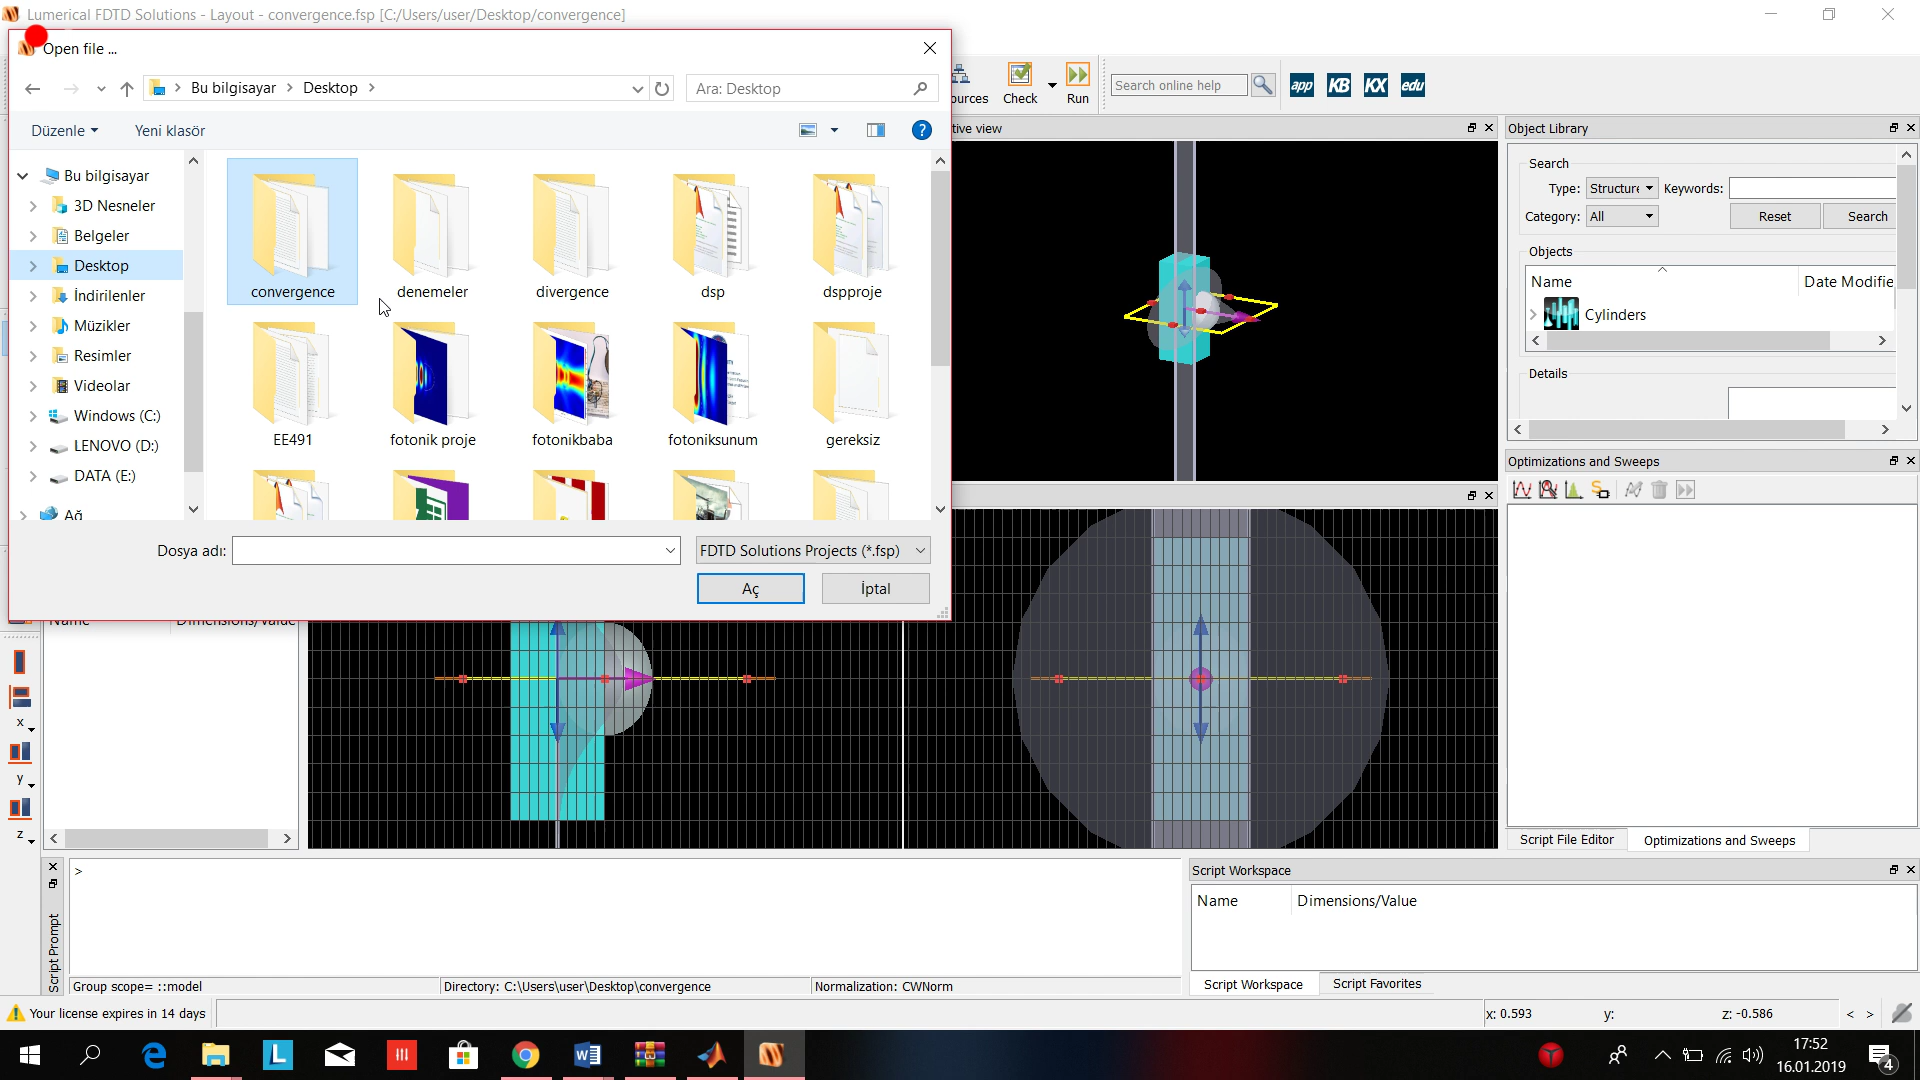 Lumerical FDTD Solutions - Layout - convergence.fsp [C:/Users/user/Desktop/convergence]
Open file ...
Bu bilgisayar
Desktop
Ara: Desktop
Düzenle
Yeni klasör
?
Bu bilgisayar
3D Nesneler
Belgeler
Desktop
İndirilenler
Müzikler
Resimler
Videolar
Windows (C:)
LENOVO (D:)
DATA (E:)
Ağ
convergence
denemeler
divergence
dsp
dspproje
EE491
fotonik proje
fotonikbaba
fotoniksunum
gereksiz
Dosya adı:
FDTD Solutions Projects (*.fsp)
Aç
İptal
ources
Check
Run
Search online help
app
KB
KX
edu
tive view
Object Library
Search
Type:
Structure
Keywords:
Category:
All
Reset
Search
Objects
Name
Date Modifie
Cylinders
Details
Optimizations and Sweeps
Name
Dimensions/Value
x
y
z
Script File Editor
Optimizations and Sweeps
Script Prompt
>
Group scope= ::model
Directory: C:\Users\user\Desktop\convergence
Normalization: CWNorm
Script Workspace
Name
Dimensions/Value
Script Workspace
Script Favorites
Your license expires in 14 days
x: 0.593
y:
z: -0.586
< >
17:52
16.01.2019
4